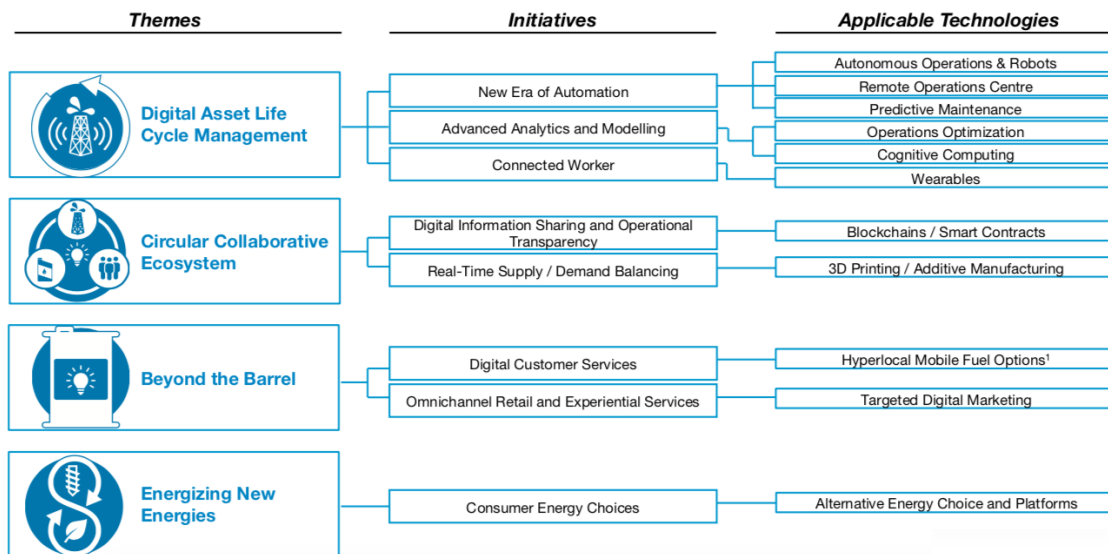 Themes
Initiatives
Applicable Technologies
Digital Asset Life
Cycle Management
New Era of Automation
Advanced Analytics and Modelling
Connected Worker
Autonomous Operations & Robots
Remote Operations Centre
Predictive Maintenance
Operations Optimization
Cognitive Computing
Wearables
Circular Collaborative
Ecosystem
Digital Information Sharing and Operational
Transparency
Real-Time Supply / Demand Balancing
Blockchains / Smart Contracts
3D Printing / Additive Manufacturing
Beyond the Barrel
Digital Customer Services
Omnichannel Retail and Experiential Services
Hyperlocal Mobile Fuel Options¹
Targeted Digital Marketing
Energizing New
Energies
Consumer Energy Choices
Alternative Energy Choice and Platforms